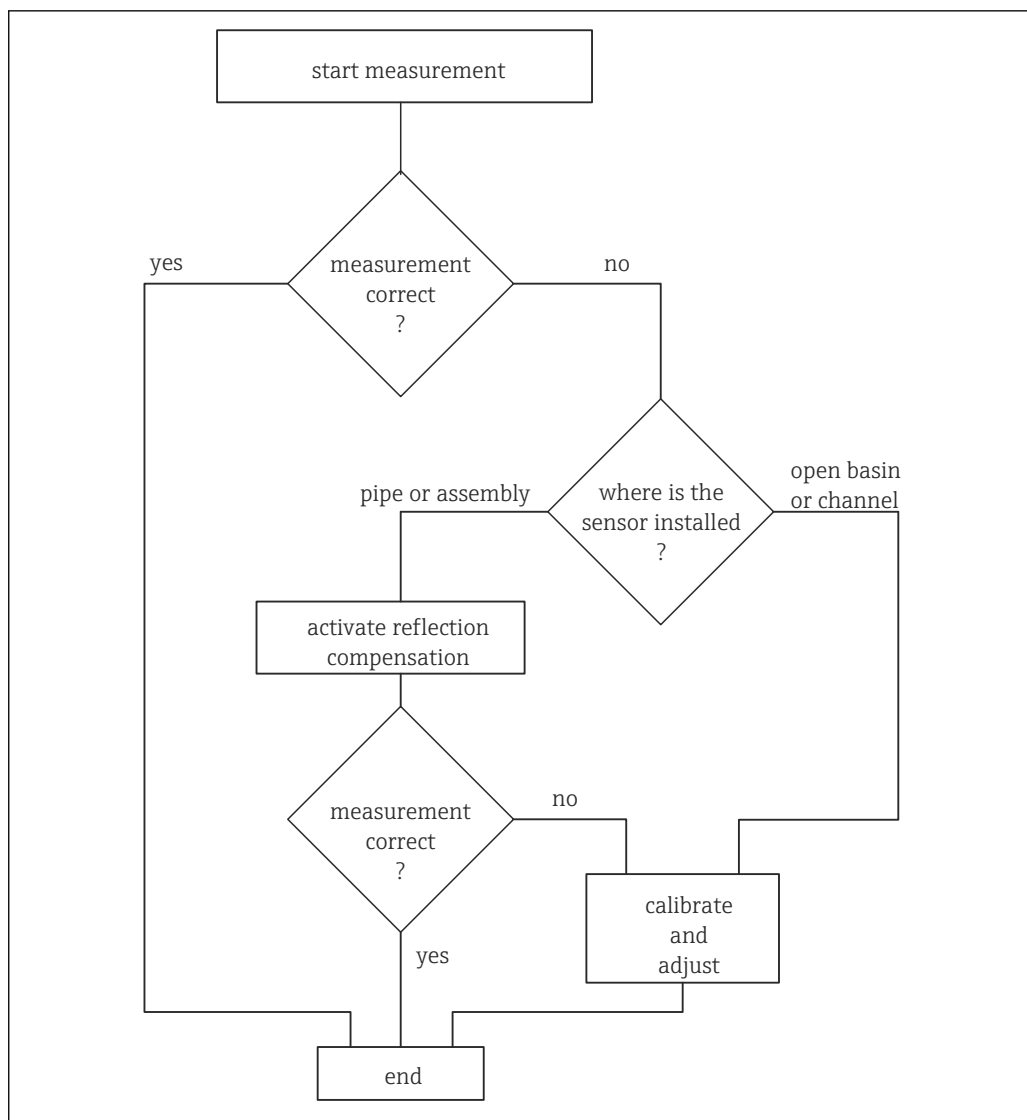 start measurement
yes
measurement
correct
?
no
pipe or assembly
where is the
sensor installed
?
open basin
or channel
activate reflection
compensation
measurement
correct
?
no
yes
calibrate
and
adjust
end